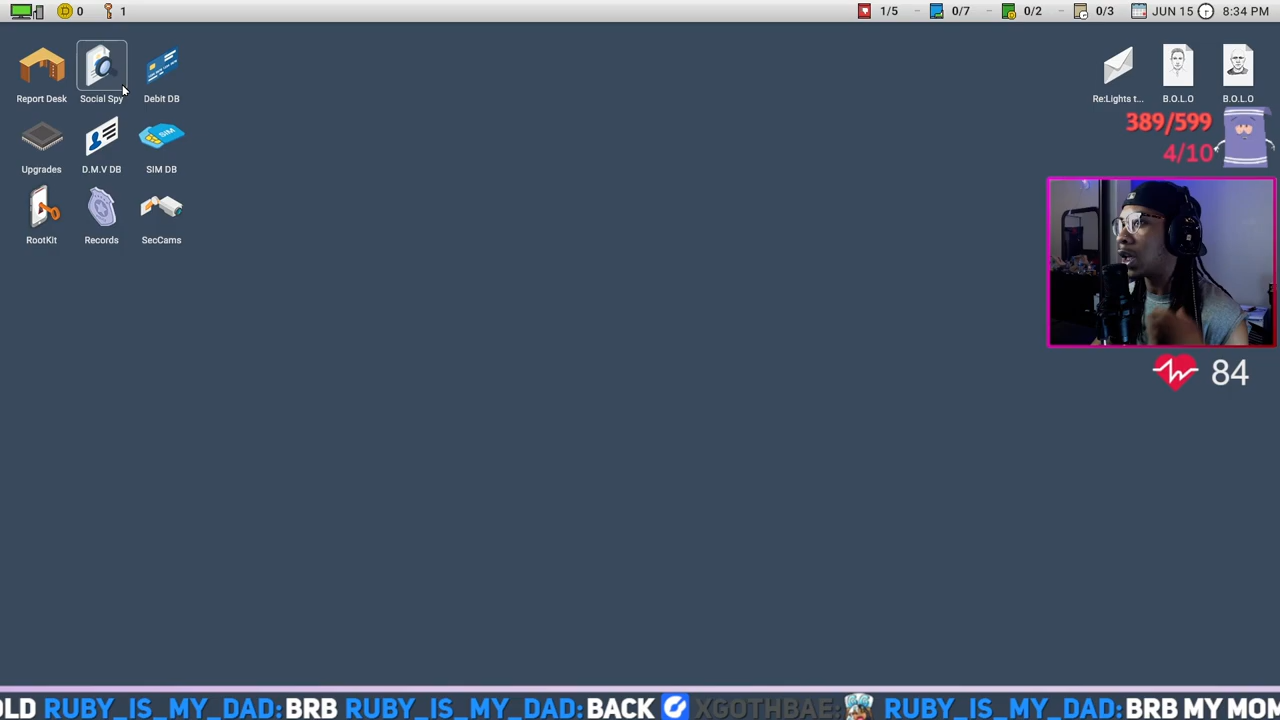 0 1 1/5 0/7 0/2 0/3 JUN 15 8:34 PM
Report Desk Social Spy Debit DB Re:Lights t... B.O.L.O B.O.L.O
389/599
4/10
Upgrades D.M.V DB SIM DB
RootKit Records SecCams
84
OLD RUBY_IS_MY_DAD: BRB RUBY_IS_MY_DAD: BACK XGOTHBAE: RUBY_IS_MY_DAD: BRB MY MOM